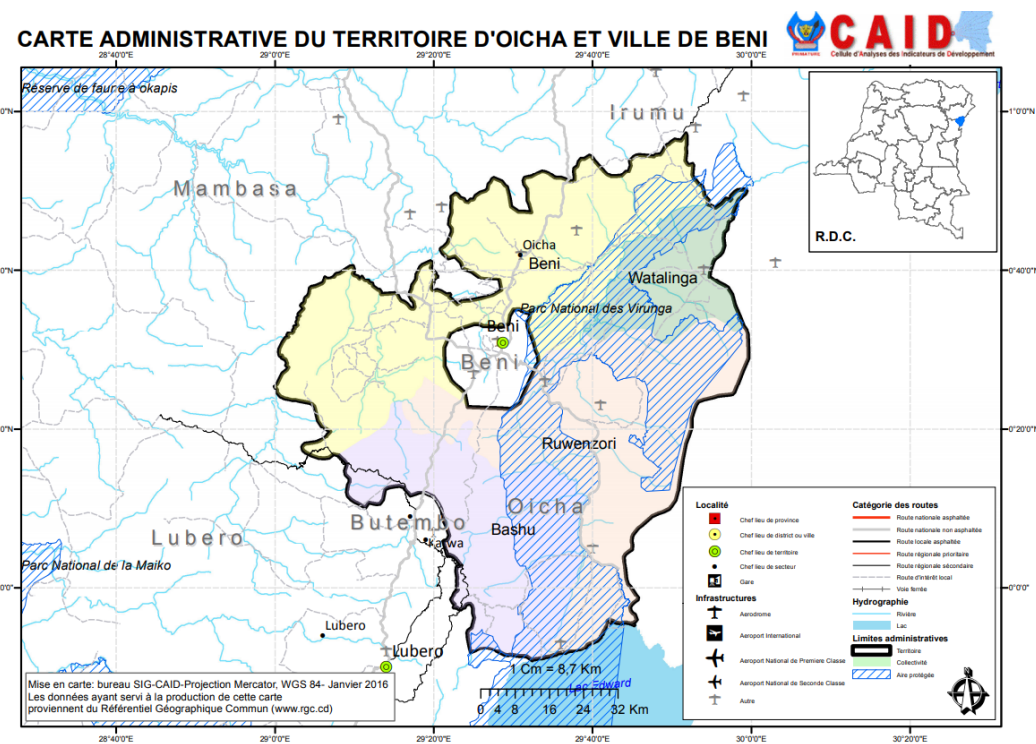 CARTE ADMINISTRATIVE DU TERRITOIRE D'OICHA ET VILLE DE BENI
PRIMATURE
CAID
Cellule d'Analyses des Indicateurs de Développement
28°40'0"E 29°0'0"E 29°20'0"E 29°40'0"E 30°0'0"E 30°20'0"E
Réserve de faune à okapis
Irumu
1°0'0"N
Mambasa
R.D.C.
Oicha
Beni
Watalinga
0°40'0"N
Parc National des Virunga
Beni
Beni
0°20'0"N
Ruwenzori
Oicha
Butembo
Bashu
Lubero
Parc National de la Maiko
0°0'0"
Lubero
Lubero
1 Cm = 8,7 Km
Lac Edward
0 4 8 16 24 32 Km
Mise en carte: bureau SIG-CAID-Projection Mercator, WGS 84- Janvier 2016
Les données ayant servi à la production de cette carte
proviennent du Référentiel Géographique Commun (www.rgc.cd)
Localité
Chef lieu de province
Chef lieu de district ou ville
Chef lieu de territoire
Chef lieu de secteur
Gare
Infrastructures
Aerodrome
Aeroport International
Aeroport National de Premiere Classe
Aeroport National de Seconde Classe
Autre
Catégorie des routes
Route nationale asphaltée
Route nationale non asphaltée
Route locale asphaltée
Route régionale prioritaire
Route régionale sécondaire
Route d'intérêt local
Voie ferrée
Hydrographie
Rivière
Lac
Limites administratives
Territoire
Collectivité
Aire protégée
28°40'0"E 29°0'0"E 29°20'0"E 29°40'0"E 30°0'0"E 30°20'0"E